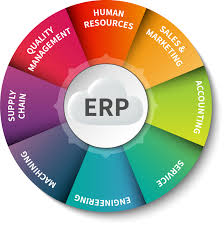 HUMAN
RESOURCES
SALES &
MARKETING
ACCOUNTING
SERVICE
ENGINEERING
MACHINING
SUPPLY
CHAIN
QUALITY
MANAGEMENT
ERP